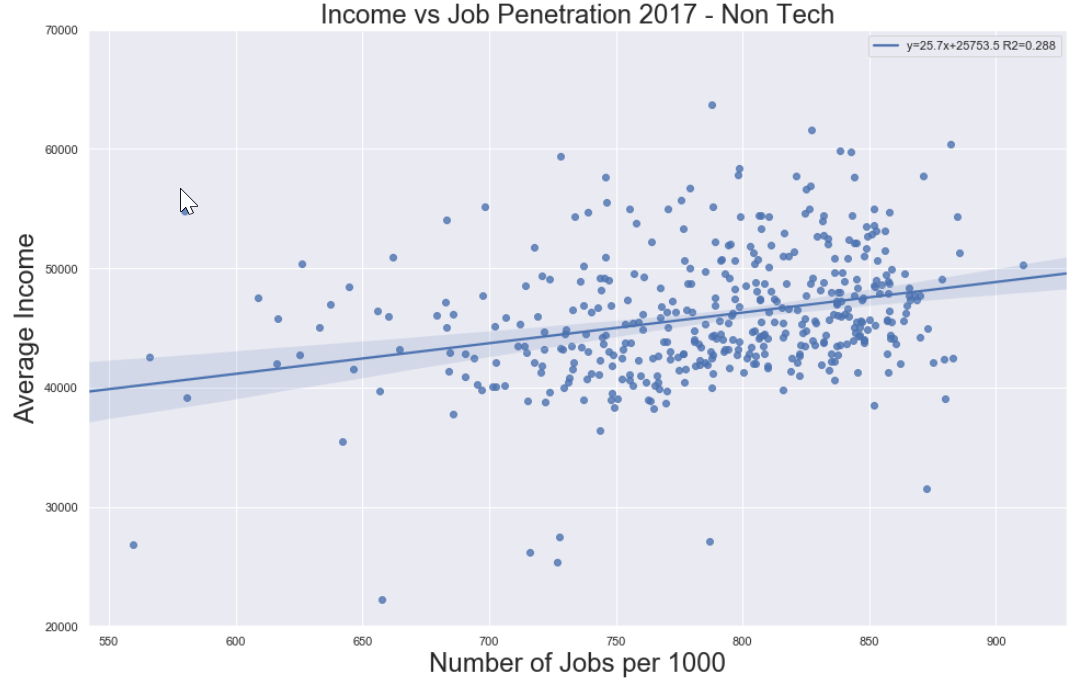 Income vs Job Penetration 2017 - Non Tech
y=25.7x+25753.5 R2=0.288
70000
60000
50000
40000
30000
20000
Average Income
550 600 650 700 750 800 850 900
Number of Jobs per 1000